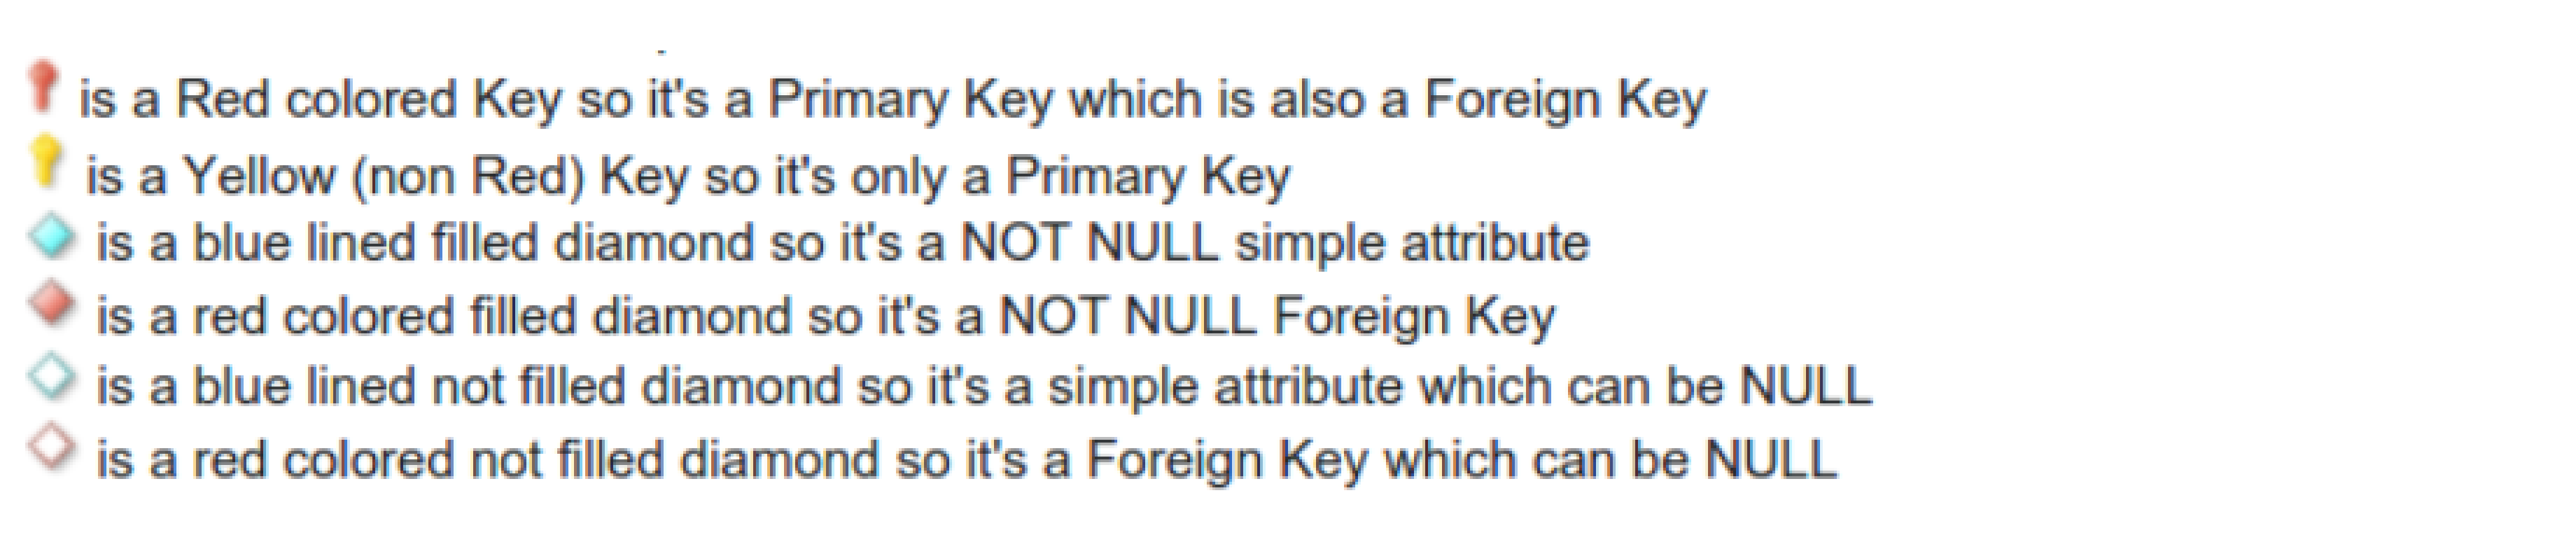 is a Red colored Key so it's a Primary Key which is also a Foreign Key
is a Yellow (non Red) Key so it's only a Primary Key
is a blue lined filled diamond so it's a NOT NULL simple attribute
is a red colored filled diamond so it's a NOT NULL Foreign Key
is a blue lined not filled diamond so it's a simple attribute which can be NULL
is a red colored not filled diamond so it's a Foreign Key which can be NULL